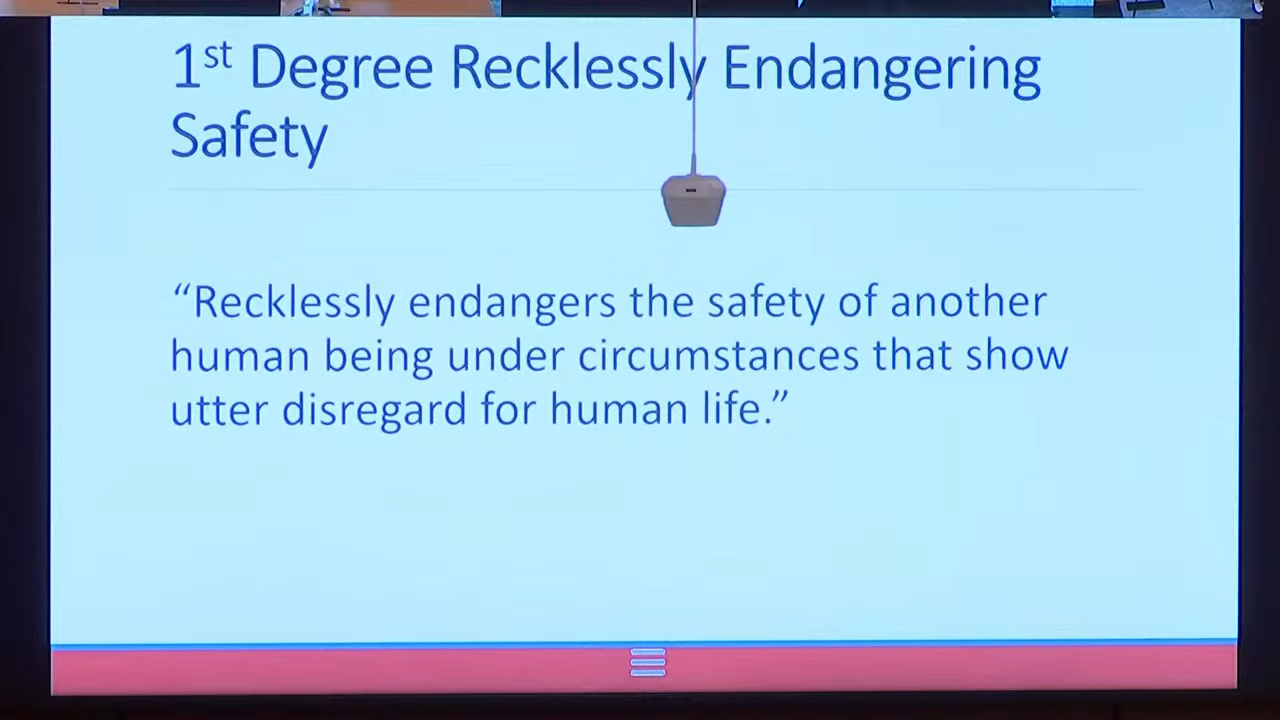 1st Degree Recklessly Endangering
Safety
“Recklessly endangers the safety of another
human being under circumstances that show
utter disregard for human life.”